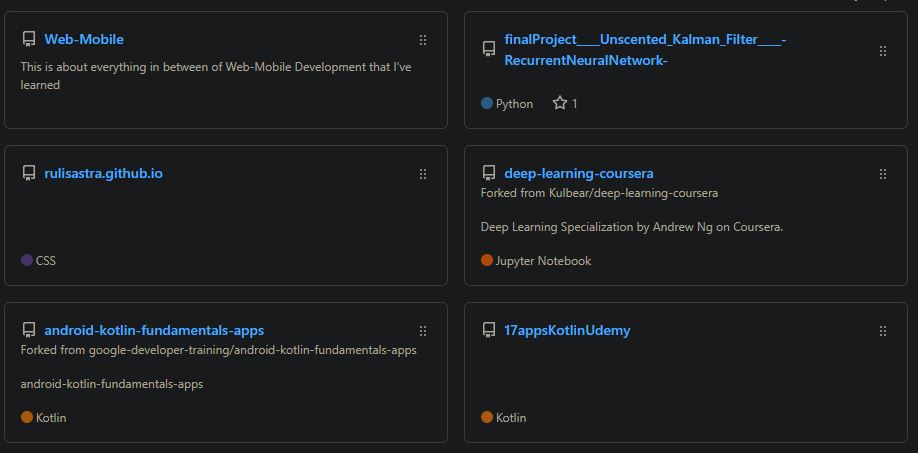 Web-Mobile
This is about everything in between of Web-Mobile Development that I've
learned
finalProject____Unscented_Kalman_Filter____-
RecurrentNeuralNetwork-
Python 1
rulisastra.github.io
CSS
deep-learning-coursera
Forked from Kulbear/deep-learning-coursera
Deep Learning Specialization by Andrew Ng on Coursera.
Jupyter Notebook
android-kotlin-fundamentals-apps
Forked from google-developer-training/android-kotlin-fundamentals-apps
android-kotlin-fundamentals-apps
Kotlin
17appsKotlinUdemy
Kotlin